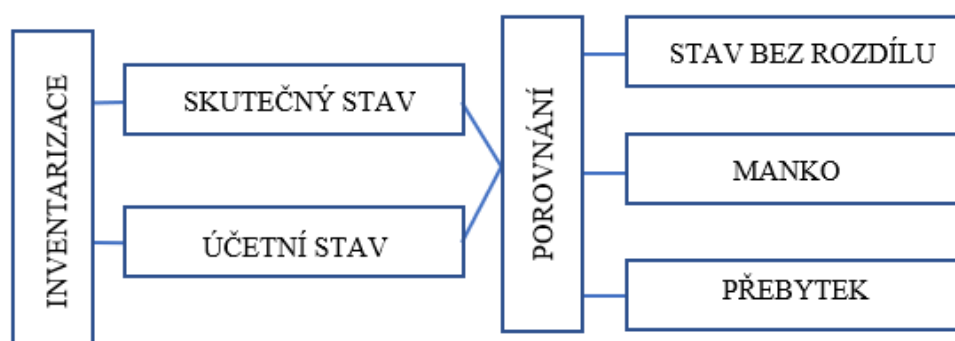 INVENTARIZACE
SKUTEČNÝ STAV
ÚČETNÍ STAV
POROVNÁNÍ
STAV BEZ ROZDÍLU
MANKO
PŘEBYTEK